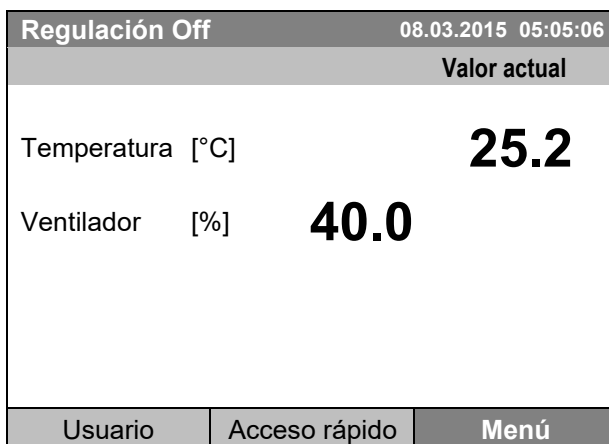 Regulación Off 08.03.2015 05:05:06
Valor actual
Temperatura [°C] 25.2
Ventilador [%] 40.0
Usuario Acceso rápido Menú